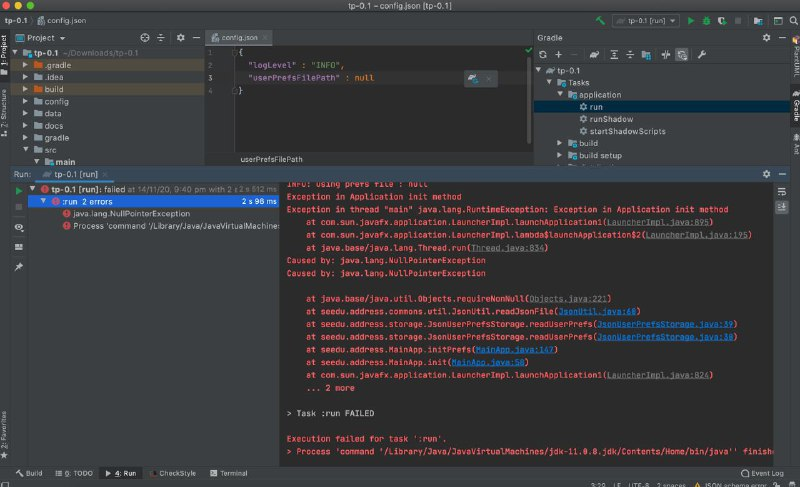 tp-0.1 – config.json [tp-0.1]
tp-0.1 config.json
tp-0.1 [run]
Project
config.json
Gradle
tp-0.1 ~/Downloads/tp-0.1
.gradle
.idea
build
config
data
docs
gradle
src
main
1 {
2 "logLevel" : "INFO",
3 "userPrefsFilePath" : null
4 }
userPrefsFilePath
tp-0.1
Tasks
application
run
runShadow
startShadowScripts
build
build setup
1: Project
2: Structure
2: Favorites
PlantUML
Gradle
Ant
Run: tp-0.1 [run]
tp-0.1 [run]: failed at 14/11/20, 9:40 pm with 2 2 s 512 ms
:run 2 errors 2 s 96 ms
java.lang.NullPointerException
Process 'command '/Library/Java/JavaVirtualMachines
INFO: Using prefs file : null
Exception in Application init method
Exception in thread "main" java.lang.RuntimeException: Exception in Application init method
at com.sun.javafx.application.LauncherImpl.launchApplication1(LauncherImpl.java:895)
at com.sun.javafx.application.LauncherImpl.lambda$launchApplication$2(LauncherImpl.java:195)
at java.base/java.lang.Thread.run(Thread.java:834)
Caused by: java.lang.NullPointerException
Caused by: java.lang.NullPointerException
at java.base/java.util.Objects.requireNonNull(Objects.java:221)
at seedu.address.commons.util.JsonUtil.readJsonFile(JsonUtil.java:68)
at seedu.address.storage.JsonUserPrefsStorage.readUserPrefs(JsonUserPrefsStorage.java:39)
at seedu.address.storage.JsonUserPrefsStorage.readUserPrefs(JsonUserPrefsStorage.java:30)
at seedu.address.MainApp.initPrefs(MainApp.java:147)
at seedu.address.MainApp.init(MainApp.java:58)
at com.sun.javafx.application.LauncherImpl.launchApplication1(LauncherImpl.java:824)
... 2 more
> Task :run FAILED
Execution failed for task ':run'.
> Process 'command '/Library/Java/JavaVirtualMachines/jdk-11.0.8.jdk/Contents/Home/bin/java'' finishe
Build
6: TODO
4: Run
CheckStyle
Terminal
Event Log
3:29 LF UTF-8 2 spaces JSON schema error